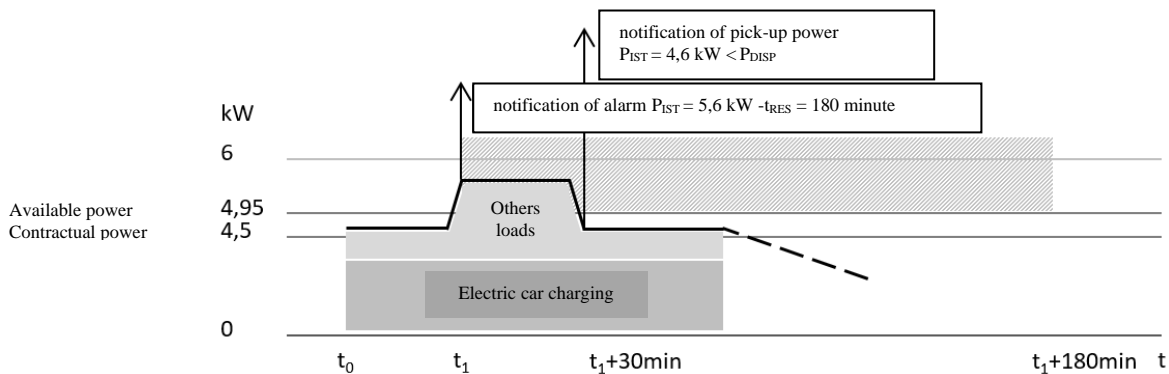 notification of pick-up power
PIST = 4,6 kW < PDISP
notification of alarm PIST = 5,6 kW -tRES = 180 minute
kW
6
Available power
4,95
Contractual power
4,5
Others
loads
Electric car charging
0
t0
t1
t1+30min
t1+180min
t